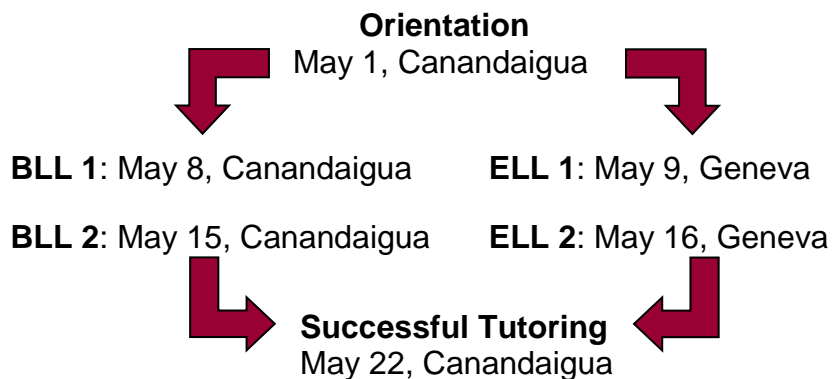 Orientation
May 1, Canandaigua
BLL 1: May 8, Canandaigua
ELL 1: May 9, Geneva
BLL 2: May 15, Canandaigua
ELL 2: May 16, Geneva
Successful Tutoring
May 22, Canandaigua